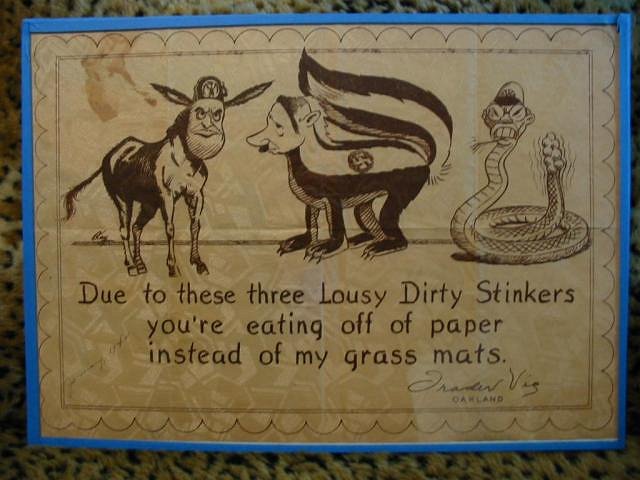 Due to these three Lousy Dirty Stinkers
you're eating off of paper
instead of my grass mats.
Trader Vic
OAKLAND